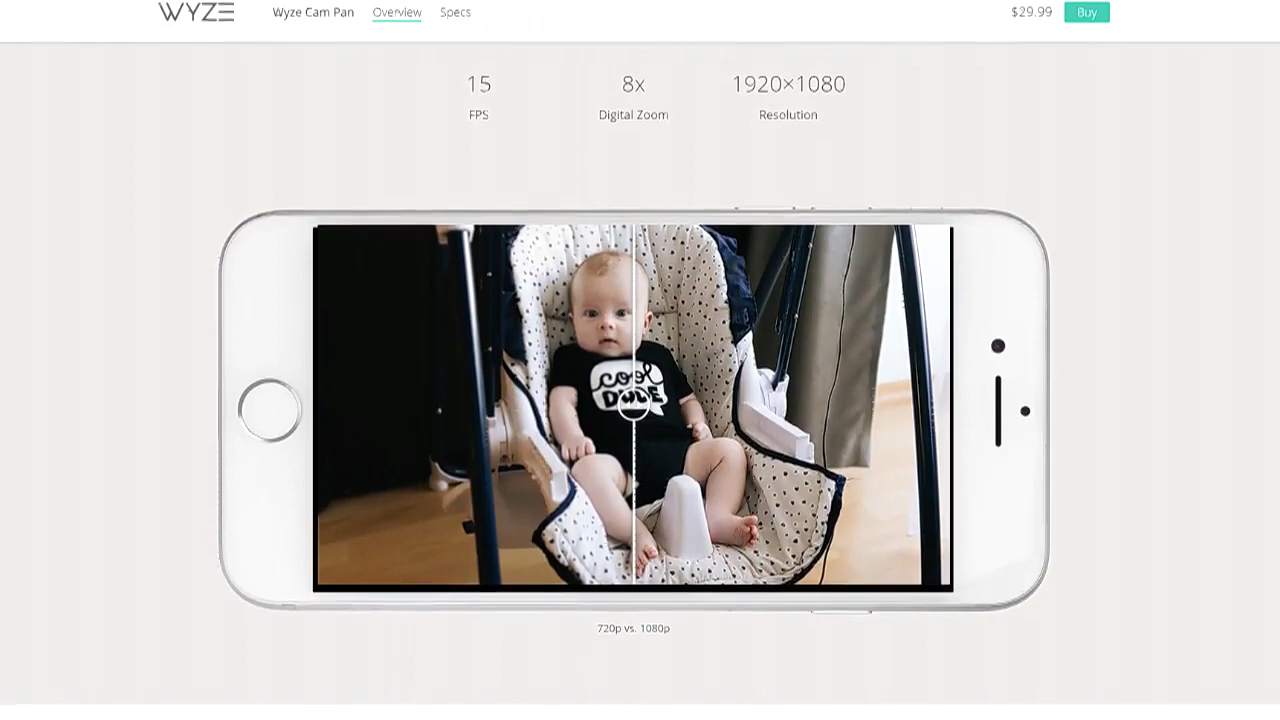 WYZE Wyze Cam Pan Overview Specs $29.99 Buy
15 8x 1920×1080
FPS Digital Zoom Resolution
cool
DUDE
720p vs. 1080p